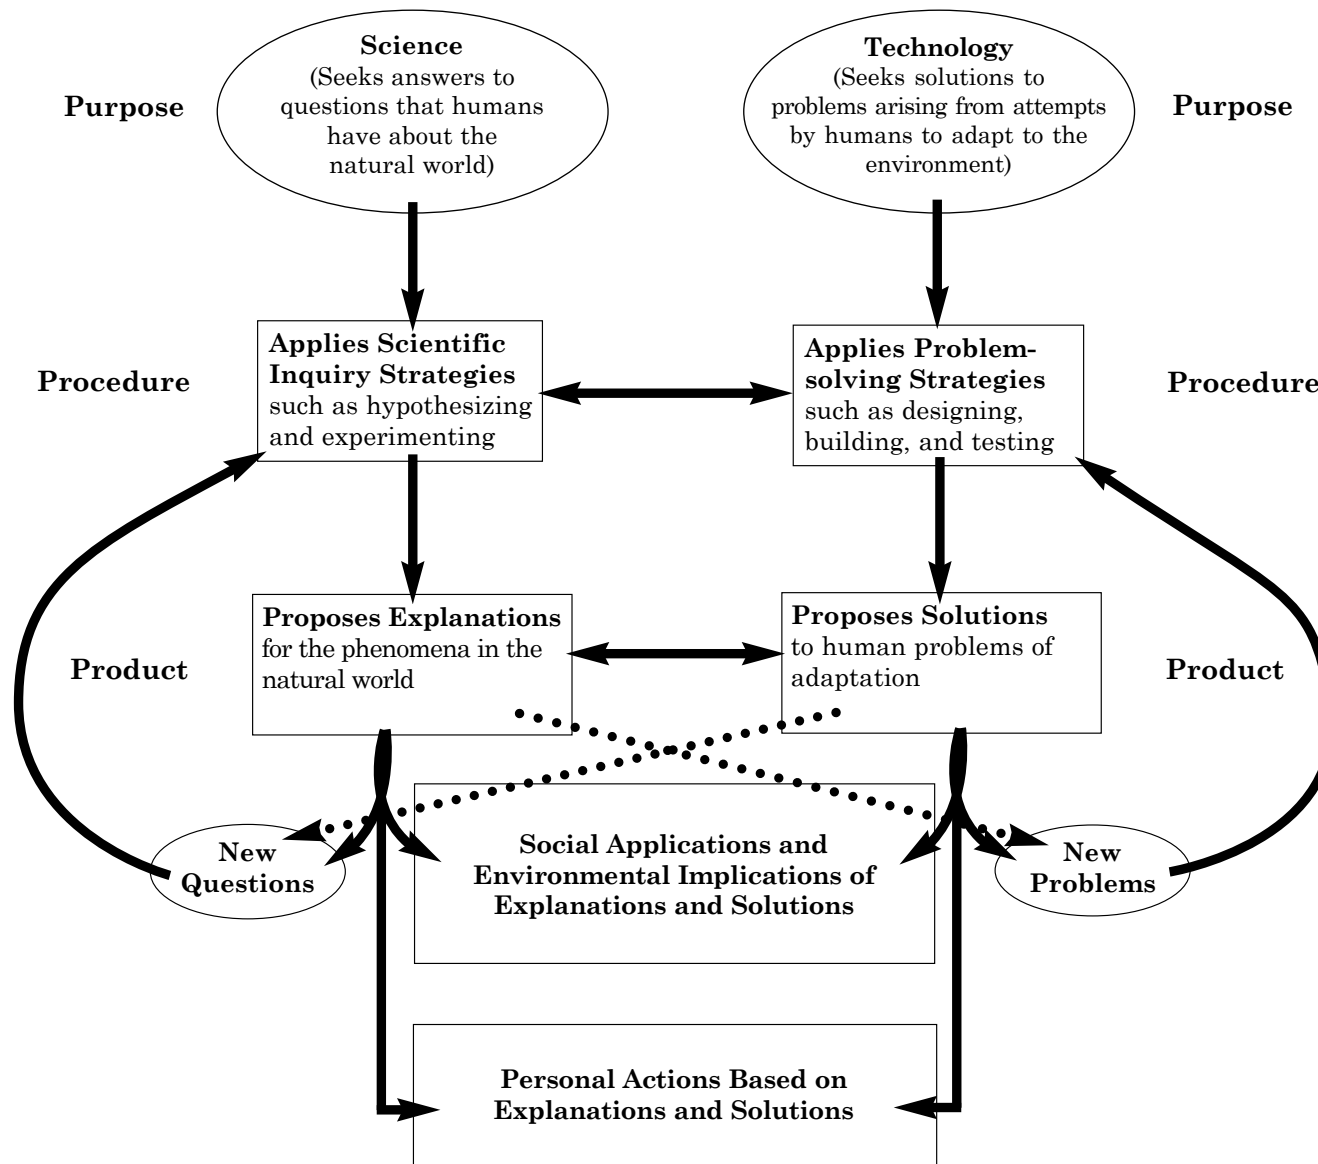 Science
(Seeks answers to
questions that humans
have about the
natural world)
Technology
(Seeks solutions to
problems arising from attempts
by humans to adapt to the
environment)
Purpose
Purpose
Procedure
Applies Scientific
Inquiry Strategies
such as hypothesizing
and experimenting
Applies Problem-
solving Strategies
such as designing,
building, and testing
Procedure
Product
Proposes Explanations
for the phenomena in the
natural world
Proposes Solutions
to human problems of
adaptation
Product
New
Questions
Social Applications and
Environmental Implications of
Explanations and Solutions
New
Problems
Personal Actions Based on
Explanations and Solutions